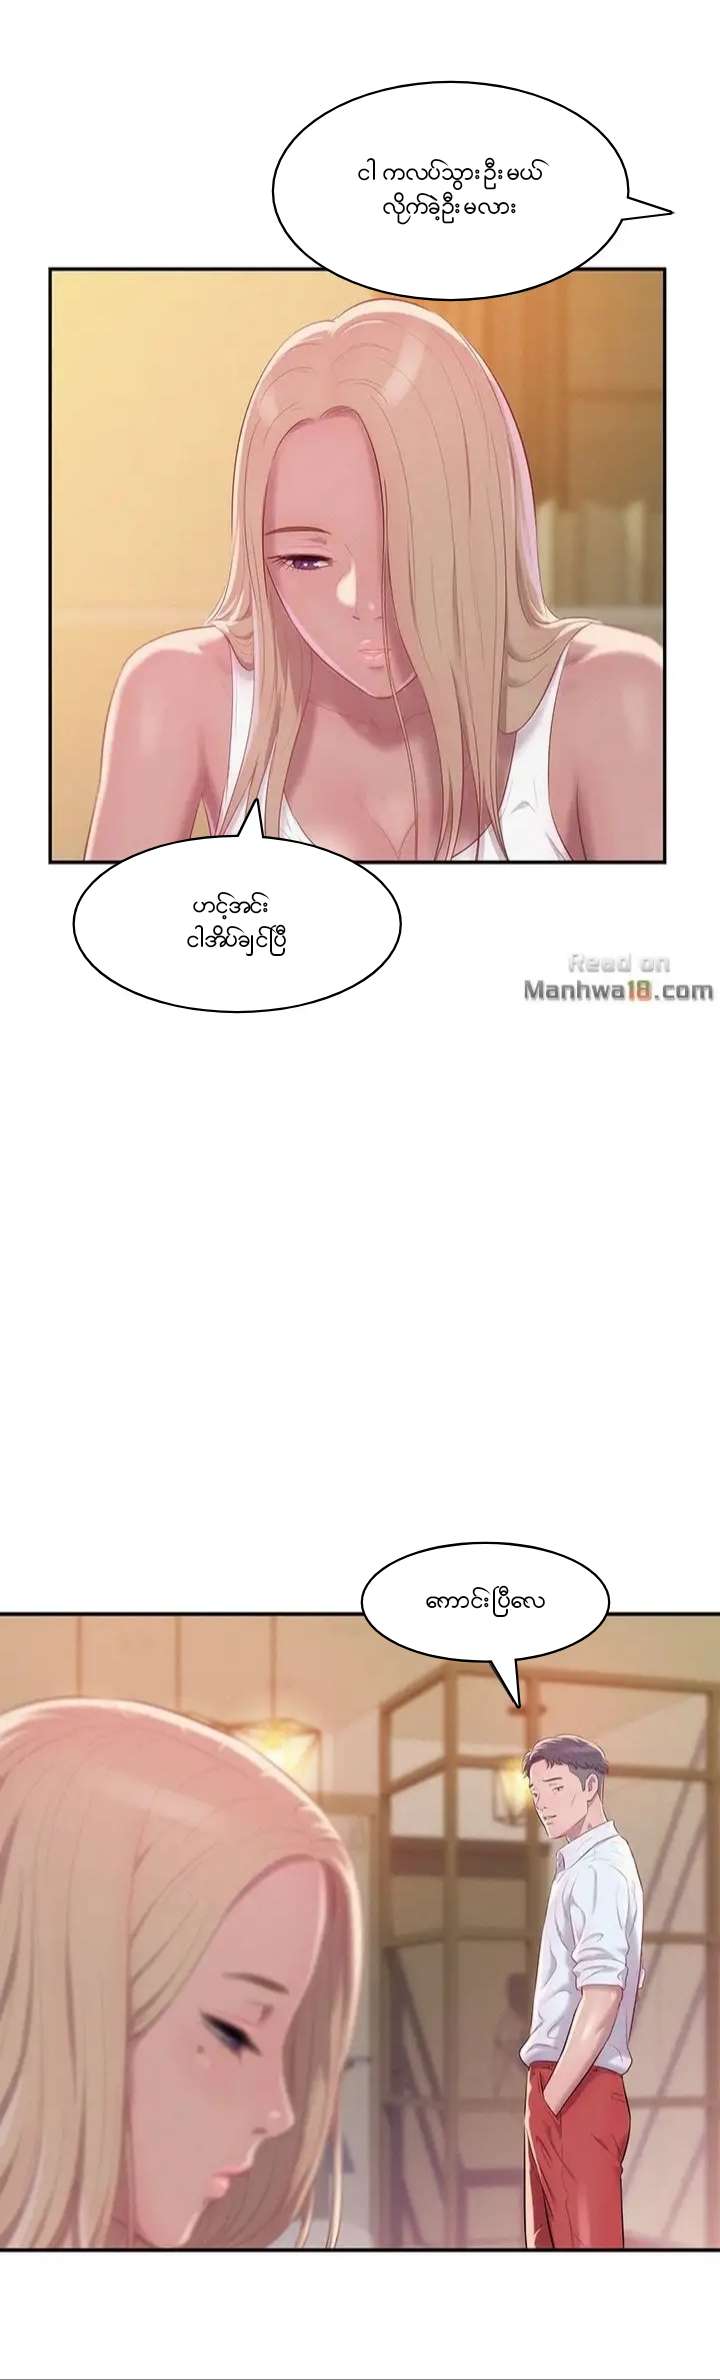 ငါ ကလပ်သွားဦးမယ်
လိုက်ခဲ့ဦးမလား
ဟင့်အင်း
ငါအိပ်ချင်ပြီ
Read on
Manhwa18.com
ကောင်းပြီလေ